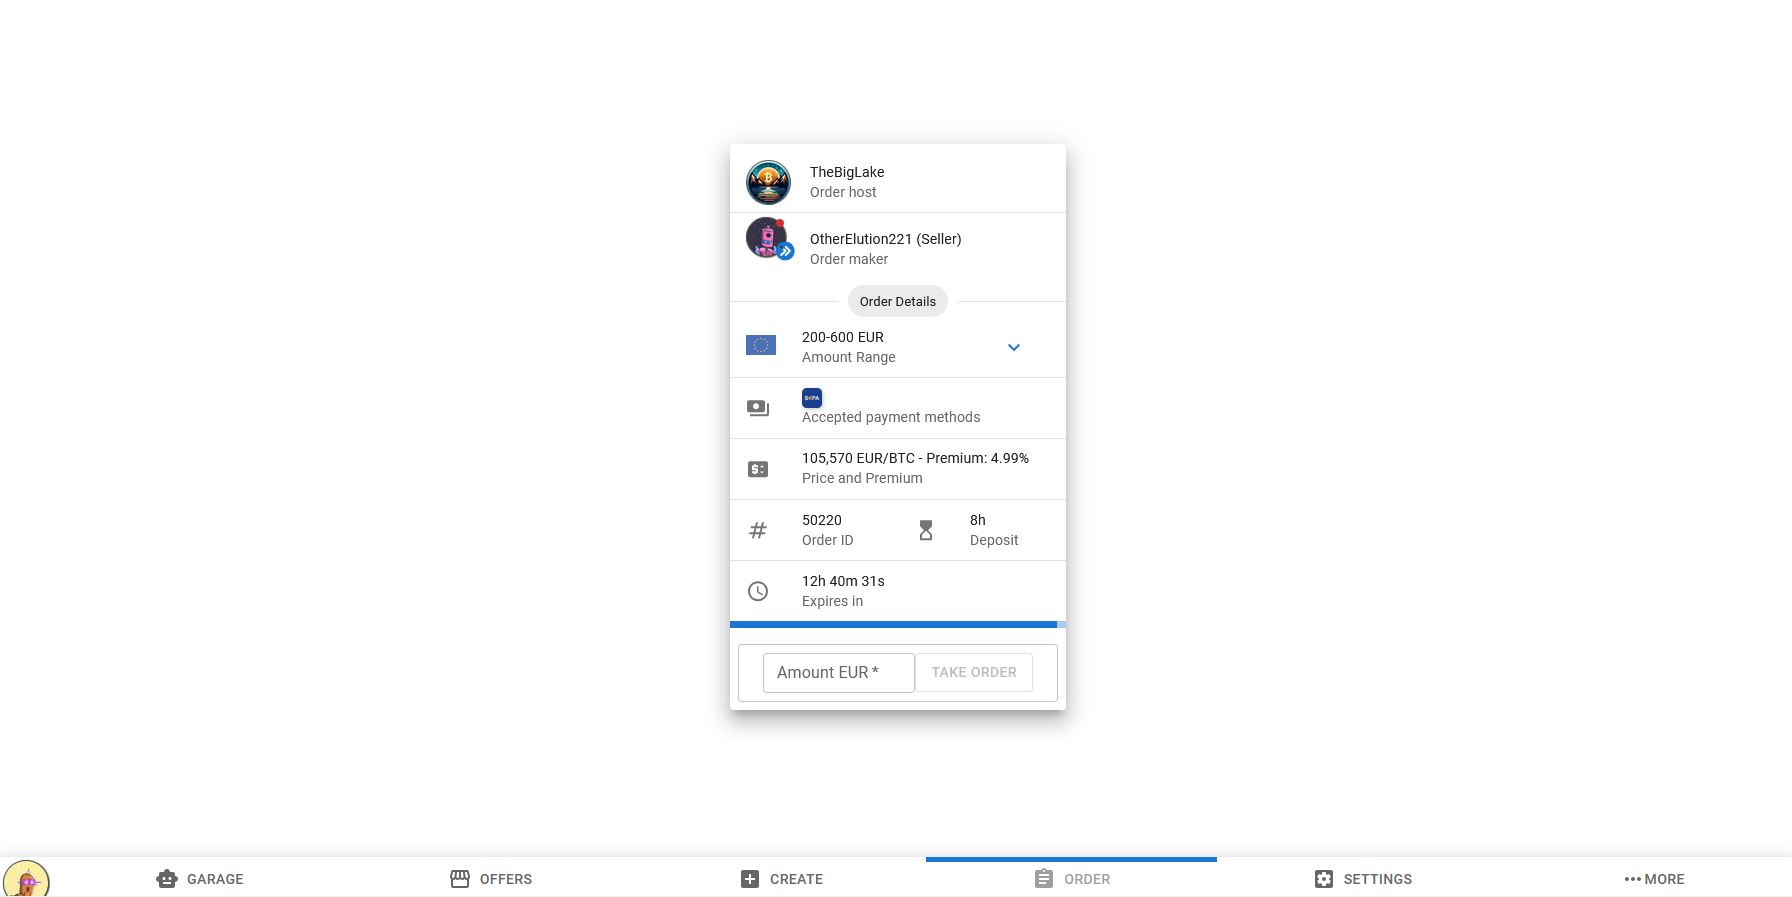 TheBigLake
Order host
OtherElution221 (Seller)
Order maker
Order Details
200-600 EUR
Amount Range
S€PA
Accepted payment methods
105,570 EUR/BTC - Premium: 4.99%
Price and Premium
50220
Order ID
8h
Deposit
12h 40m 31s
Expires in
Amount EUR *
TAKE ORDER
GARAGE
OFFERS
CREATE
ORDER
SETTINGS
MORE